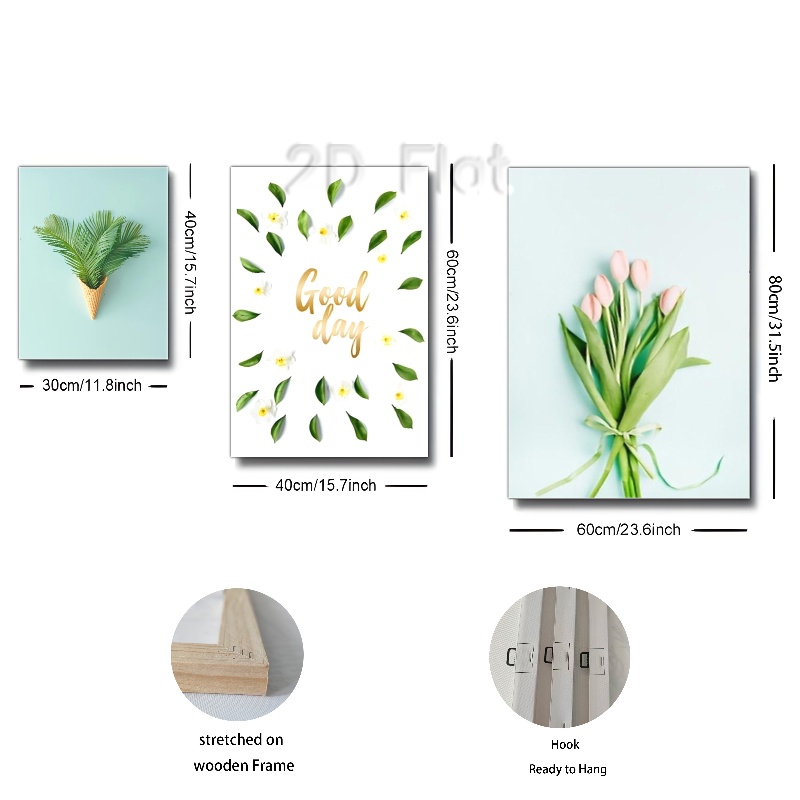 2D Flat
40cm/15.7inch
30cm/11.8inch
Good
day
60cm/23.6inch
40cm/15.7inch
80cm/31.5inch
60cm/23.6inch
stretched on
wooden Frame
Hook
Ready to Hang